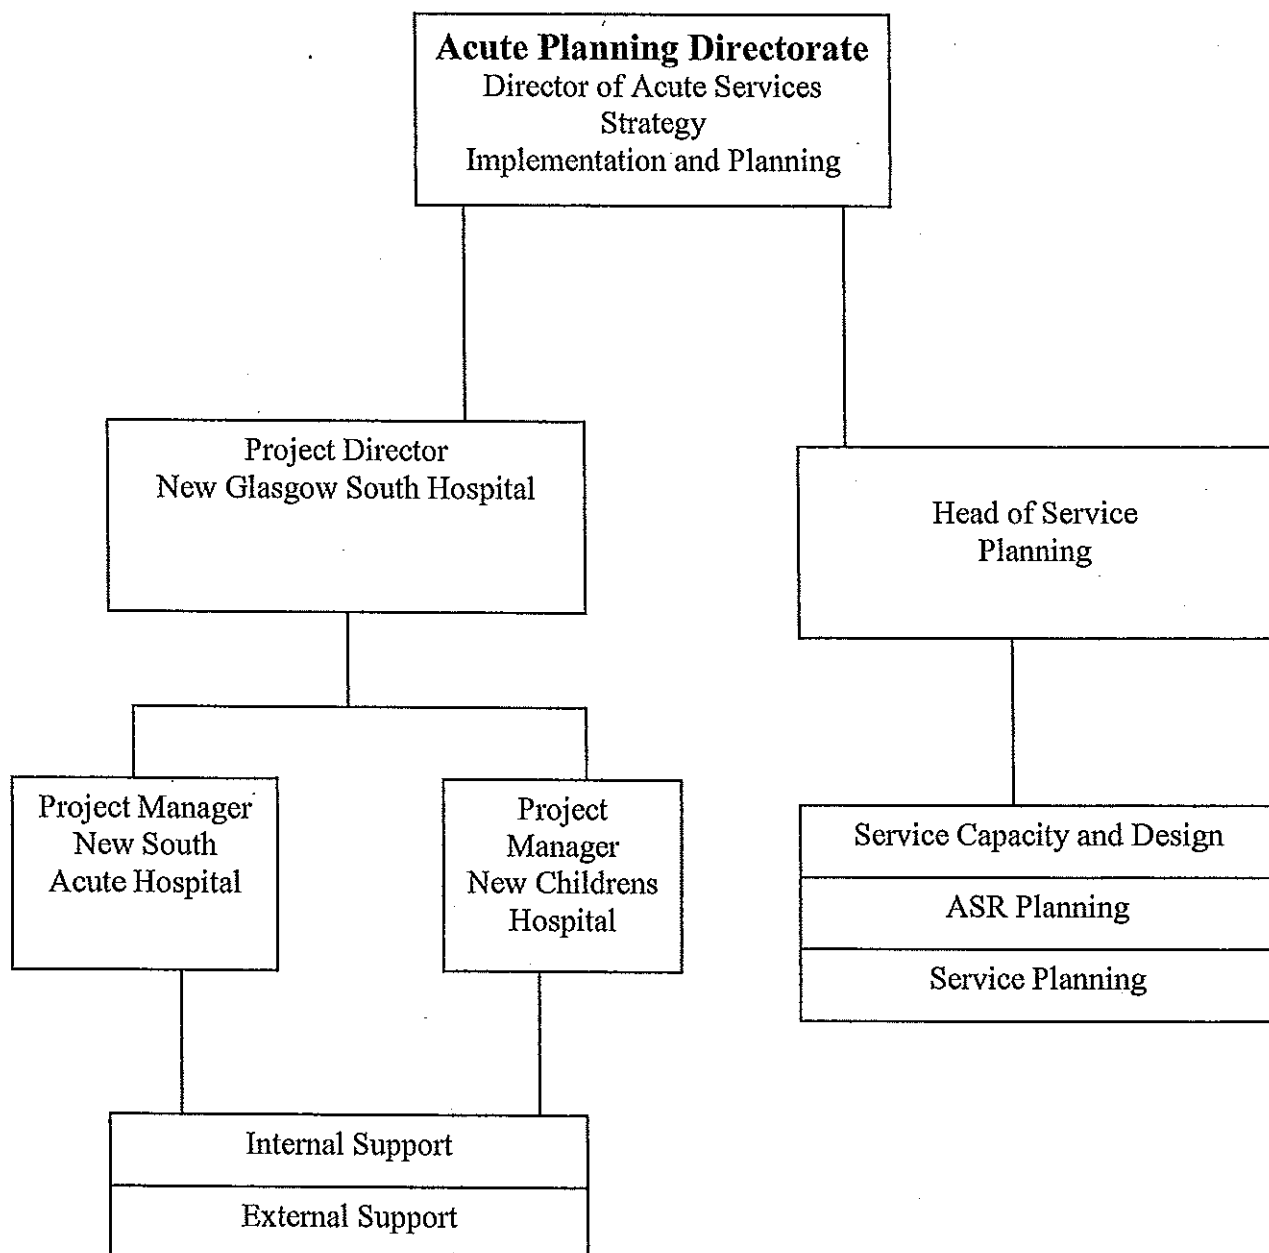 Acute Planning Directorate
Director of Acute Services
Strategy
Implementation and Planning
Project Director
New Glasgow South Hospital
Head of Service
Planning
Project Manager
New South
Acute Hospital
Project
Manager
New Childrens
Hospital
Service Capacity and Design
ASR Planning
Service Planning
Internal Support
External Support